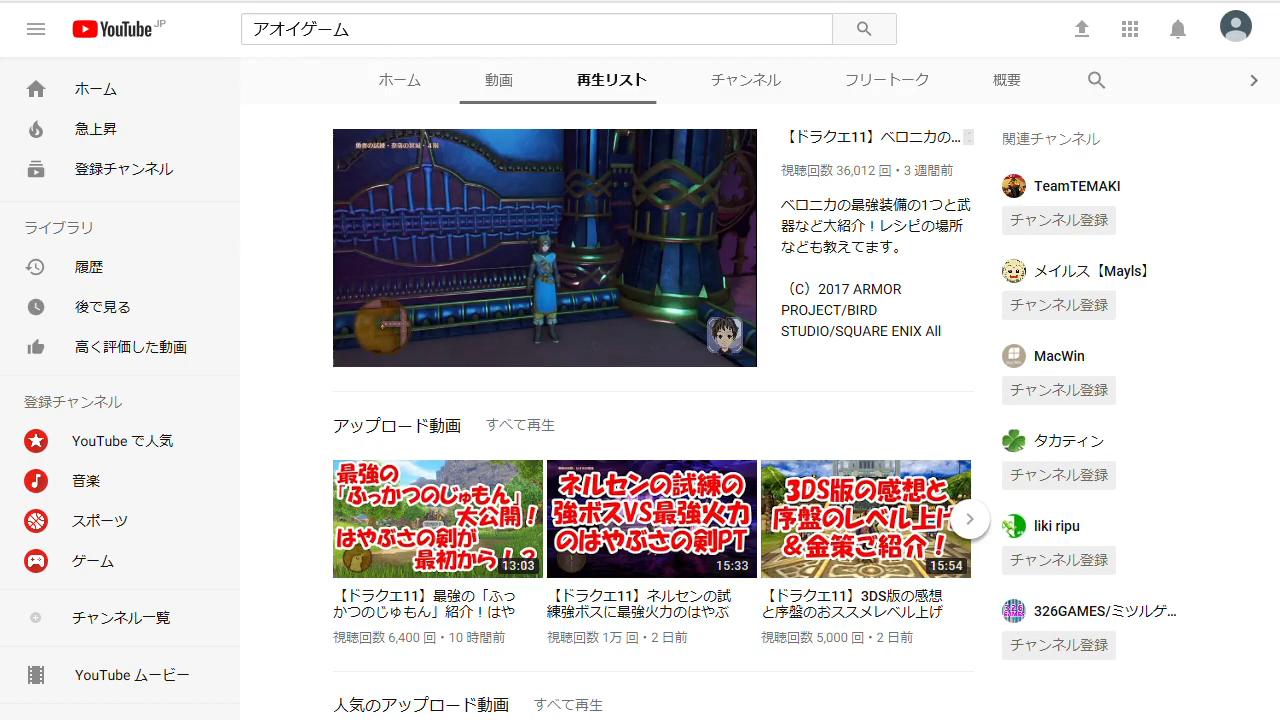 YouTube JP
アオイゲーム
ホーム
急上昇
登録チャンネル
ライブラリ
履歴
後で見る
高く評価した動画
登録チャンネル
YouTube で人気
音楽
スポーツ
ゲーム
チャンネル一覧
YouTube ムービー
ホーム 動画 再生リスト チャンネル フリートーク 概要
勇者の試練・奈落の冥城・4階
【ドラクエ11】ベロニカの...
視聴回数 36,012 回・3 週間前
ベロニカの最強装備の1つと武
器など大紹介！レシピの場所
なども教えてます。
（C）2017 ARMOR
PROJECT/BIRD
STUDIO/SQUARE ENIX All
アップロード動画 すべて再生
最強の
「ふっかつのじゅもん」
大公開！
はやぶさの剣が
最初から！？
13:03
【ドラクエ11】最強の「ふっ
かつのじゅもん」紹介！はや
視聴回数 6,400 回・10 時間前
ネルセンの試練の
強ボスVS最強火力
のはやぶさの剣PT
15:33
【ドラクエ11】ネルセンの試
練強ボスに最強火力のはやぶ
視聴回数 1万 回・2 日前
3DS版の感想と
序盤のレベル上げ
＆金策ご紹介！
15:54
【ドラクエ11】3DS版の感想
と序盤のおススメレベル上げ
視聴回数 5,000 回・2 日前
人気のアップロード動画 すべて再生
関連チャンネル
TeamTEMAKI
チャンネル登録
メイルス【Mayls】
チャンネル登録
MacWin
チャンネル登録
タカティン
チャンネル登録
liki ripu
チャンネル登録
326GAMES/ミツルゲ...
チャンネル登録